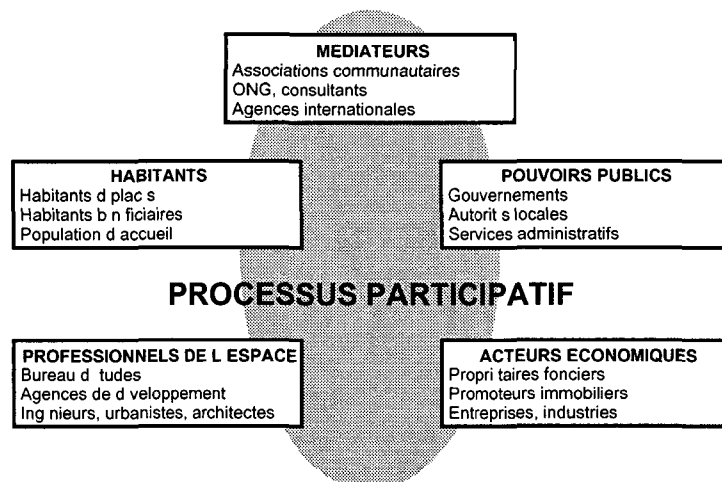 MEDIATEURS
Associations communautaires
ONG, consultants
Agences internationales
HABITANTS
Habitants d plac s
Habitants b n ficiaires
Population d accueil
POUVOIRS PUBLICS
Gouvernements
Autorit s locales
Services administratifs
PROCESSUS PARTICIPATIF
PROFESSIONNELS DE L ESPACE
Bureau d tudes
Agences de d veloppement
Ing nieurs, urbanistes, architectes
ACTEURS ECONOMIQUES
Propri taires fonciers
Promoteurs immobiliers
Entreprises, industries